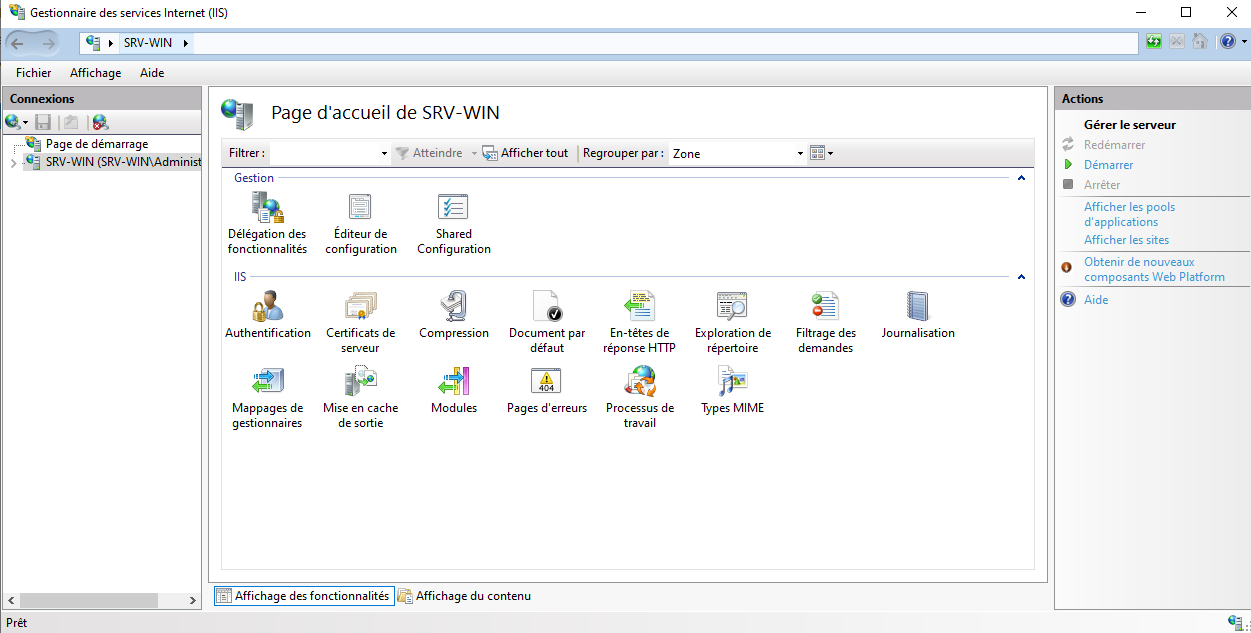 Gestionnaire des services Internet (IIS)
SRV-WIN
Fichier Affichage Aide
Connexions
Page de démarrage
SRV-WIN (SRV-WIN\Administ
Page d'accueil de SRV-WIN
Filtrer : Atteindre Afficher tout Regrouper par : Zone
Gestion
Délégation des
fonctionnalités
Éditeur de
configuration
Shared
Configuration
IIS
Authentification
Certificats de
serveur
Compression
Document par
défaut
En-têtes de
réponse HTTP
Exploration de
répertoire
Filtrage des
demandes
Journalisation
Mappages de
gestionnaires
Mise en cache
de sortie
Modules
404
Pages d'erreurs
Processus de
travail
Types MIME
Affichage des fonctionnalités Affichage du contenu
Actions
Gérer le serveur
Redémarrer
Démarrer
Arrêter
Afficher les pools
d'applications
Afficher les sites
Obtenir de nouveaux
composants Web Platform
Aide
Prêt